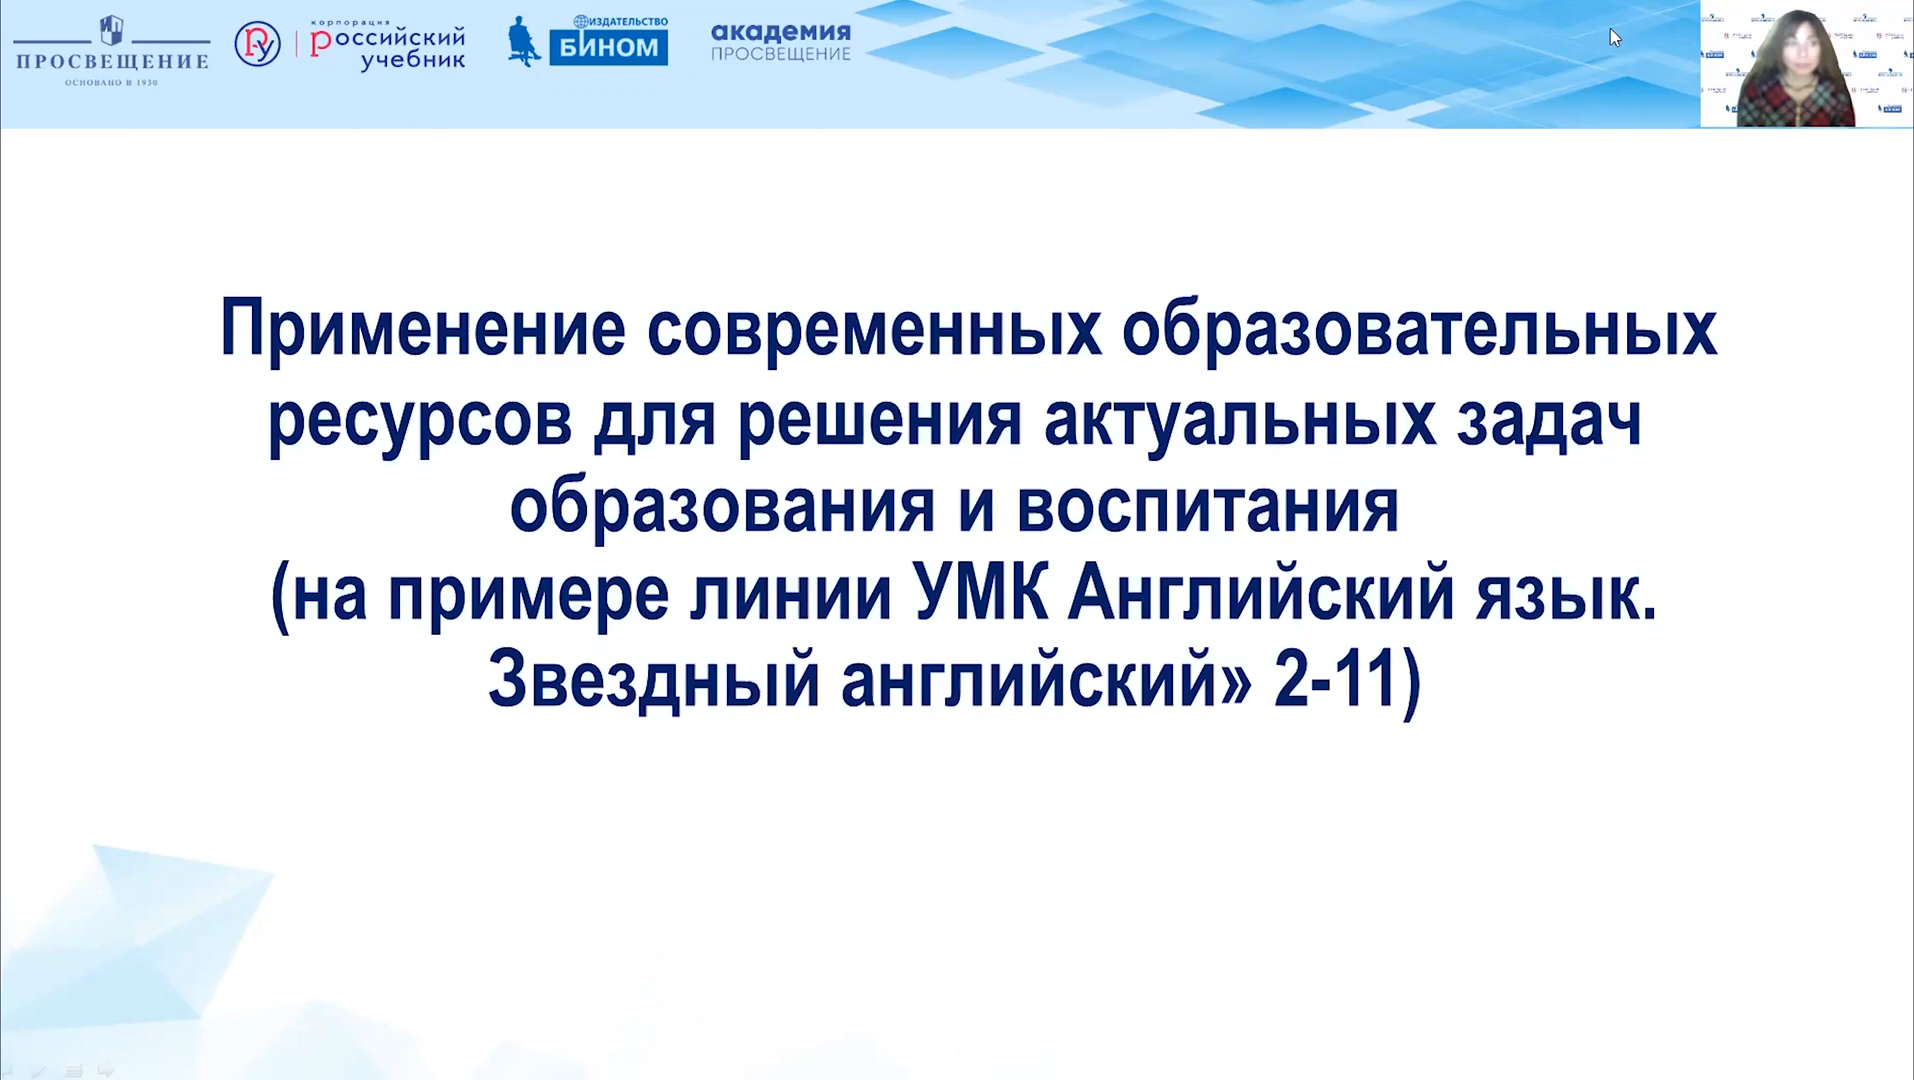 ПРОСВЕЩЕНИЕ
ОСНОВАНО В 1930
корпорация
российский
учебник
ИЗДАТЕЛЬСТВО
БИНОМ
академия
ПРОСВЕЩЕНИЕ
Применение современных образовательных
ресурсов для решения актуальных задач
образования и воспитания
(на примере линии УМК Английский язык.
Звездный английский» 2-11)